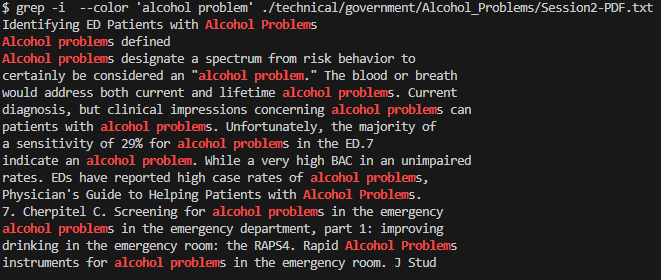 $ grep -i  --color 'alcohol problem' ./technical/government/Alcohol_Problems/Session2-PDF.txt
Identifying ED Patients with Alcohol Problems
Alcohol problems defined
Alcohol problems designate a spectrum from risk behavior to
certainly be considered an "alcohol problem." The blood or breath
would address both current and lifetime alcohol problems. Current
diagnosis, but clinical impressions concerning alcohol problems can
patients with alcohol problems. Unfortunately, the majority of
a sensitivity of 29% for alcohol problems in the ED.7
indicate an alcohol problem. While a very high BAC in an unimpaired
rates. EDs have reported high case rates of alcohol problems,
Physician's Guide to Helping Patients with Alcohol Problems.
7. Cherpitel C. Screening for alcohol problems in the emergency
alcohol problems in the emergency department, part 1: improving
drinking in the emergency room: the RAPS4. Rapid Alcohol Problems
instruments for alcohol problems in the emergency room. J Stud